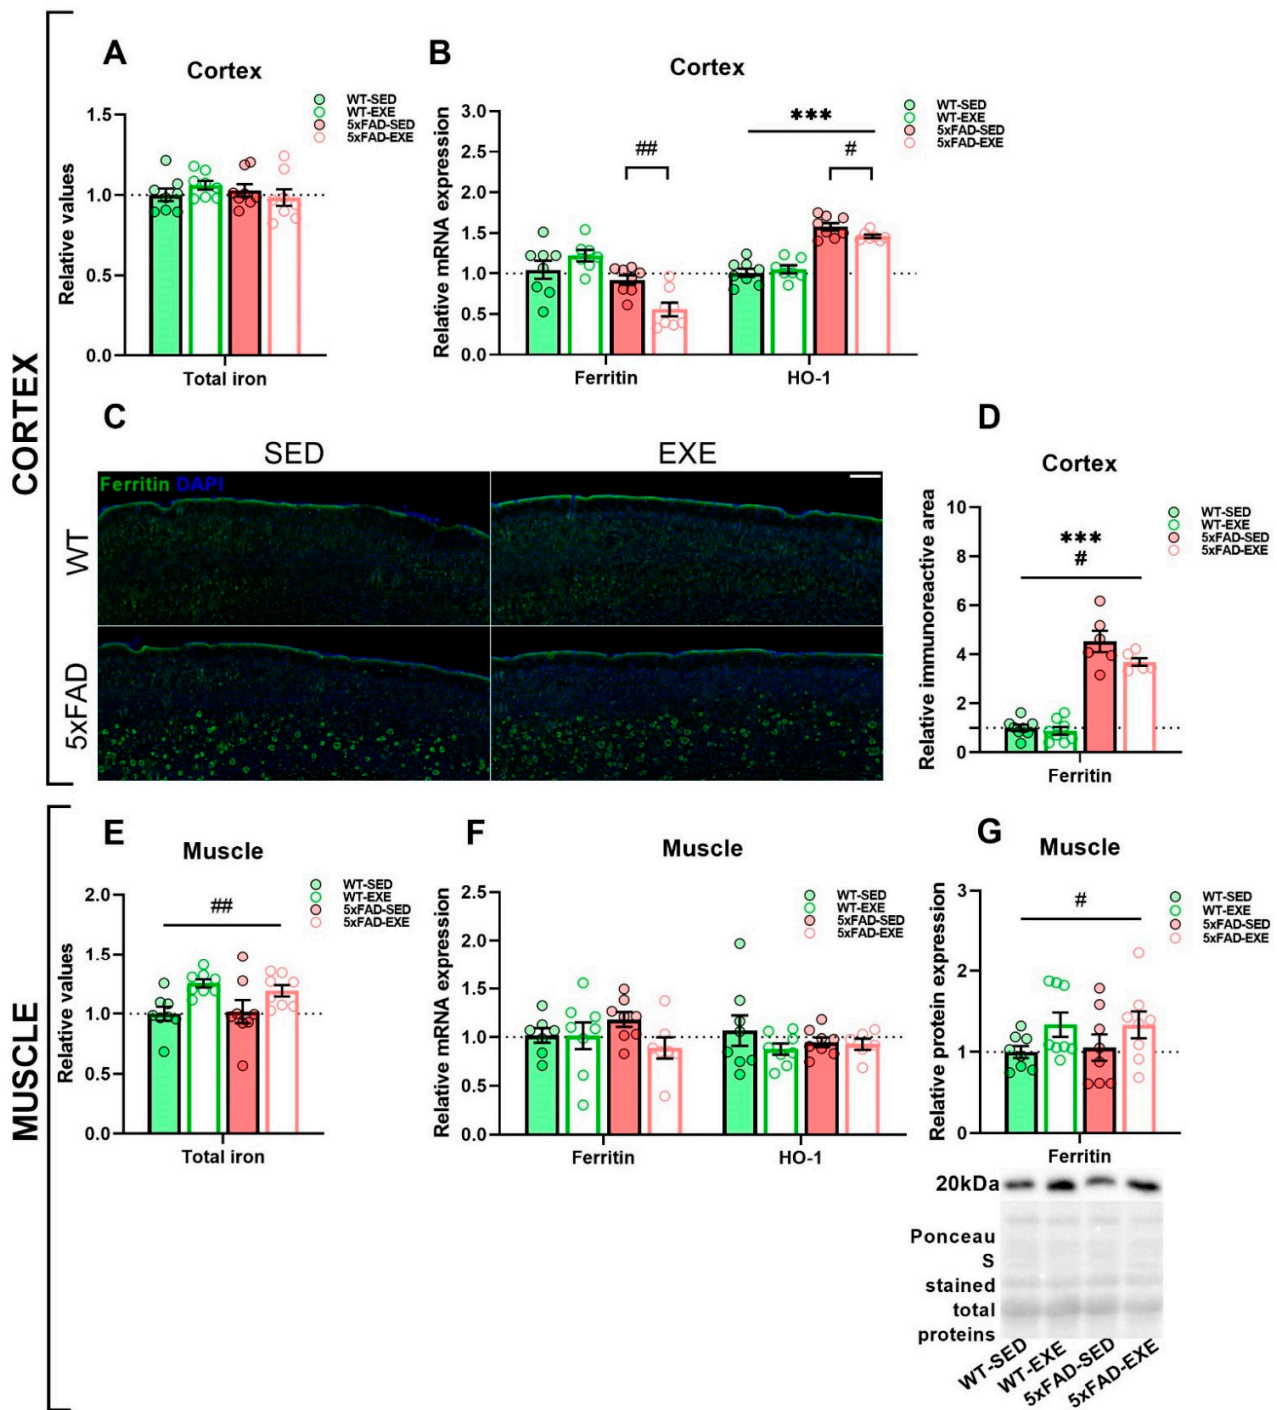 CORTEX
A
Cortex
WT-SED
WT-EXE
5xFAD-SED
5xFAD-EXE
Relative values
1.5
1.0
0.5
0.0
Total iron
B
Cortex
WT-SED
WT-EXE
5xFAD-SED
5xFAD-EXE
Relative mRNA expression
3.0
2.5
2.0
1.5
1.0
0.5
0.0
##
***
#
Ferritin
HO-1
C
SED
EXE
WT
5xFAD
Ferritin DAPI
D
Cortex
WT-SED
WT-EXE
5xFAD-SED
5xFAD-EXE
Relative immunoreactive area
10
8
6
4
2
0
***
#
Ferritin
MUSCLE
E
Muscle
WT-SED
WT-EXE
5xFAD-SED
5xFAD-EXE
Relative values
2.0
1.5
1.0
0.5
0.0
##
Total iron
F
Muscle
WT-SED
WT-EXE
5xFAD-SED
5xFAD-EXE
Relative mRNA expression
2.5
2.0
1.5
1.0
0.5
0.0
Ferritin
HO-1
G
Muscle
WT-SED
WT-EXE
5xFAD-SED
5xFAD-EXE
Relative protein expression
3
2
1
0
#
Ferritin
20kDa
Ponceau
S
stained
total
proteins
WT-SED
WT-EXE
5xFAD-SED
5xFAD-EXE